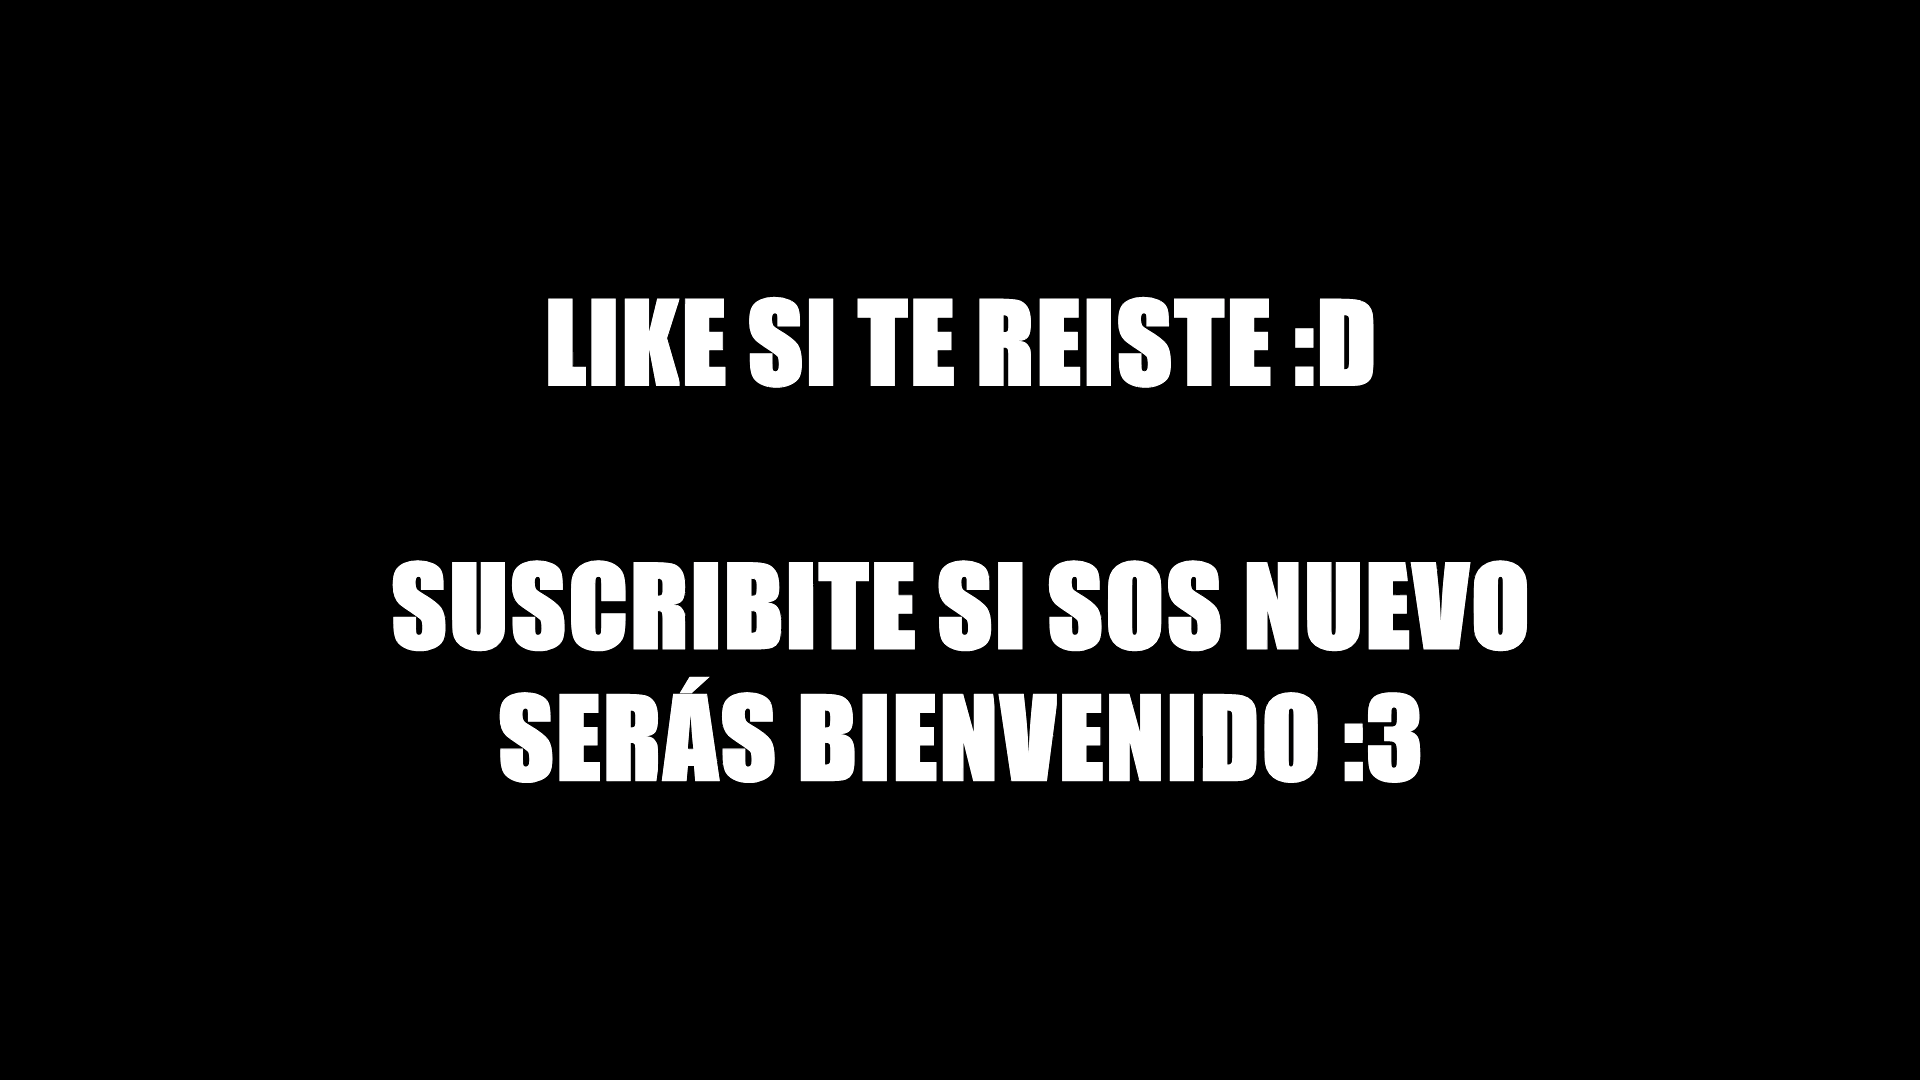 LIKE SI TE REISTE :D
SUSCRIBITE SI SOS NUEVO
SERÁS BIENVENIDO :3